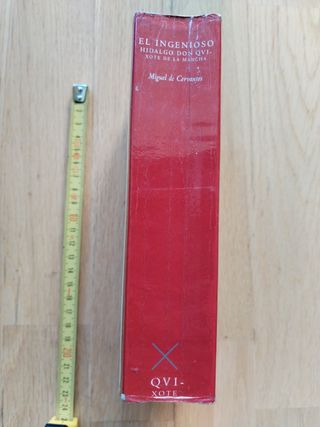 EL INGENIOSO
HIDALGO DON QVI-
XOTE DE LA MANCHA
Miguel de Cervantes
QVI-
XOTE